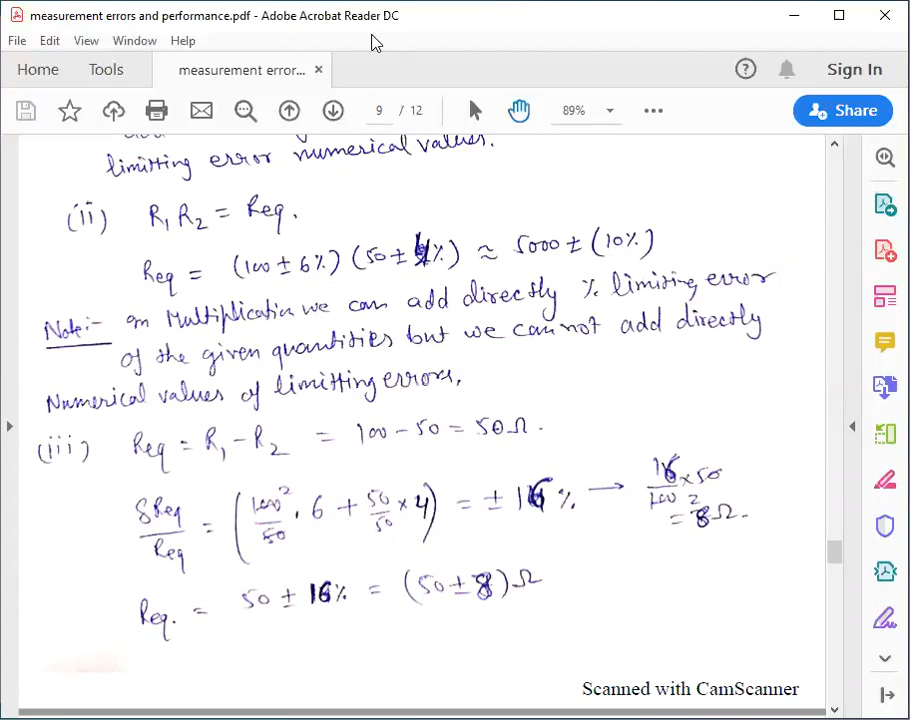 measurement errors and performance.pdf - Adobe Acrobat Reader DC
File Edit View Window Help
Home Tools measurement error... ×
9 / 12 89% Share
Sign In
limitting error numerical values.
(ii) R₁ R₂ = Req.
Req = (100 ± 6%) (50 ± 4%) ≈ 5000 ± (10%)
Note:- In Multiplication we can add directly % limiting error
of the given quantities but we cannot add directly
Numerical values of limitting errors.
(iii) Req = R₁ - R₂ = 100 - 50 = 50Ω.
δReq/Req = (100/50 . 6 + 50/50 × 4) = ± 16% → 16/100 × 50 = 8Ω.
Req. = 50 ± 16% = (50 ± 8)Ω
Scanned with CamScanner